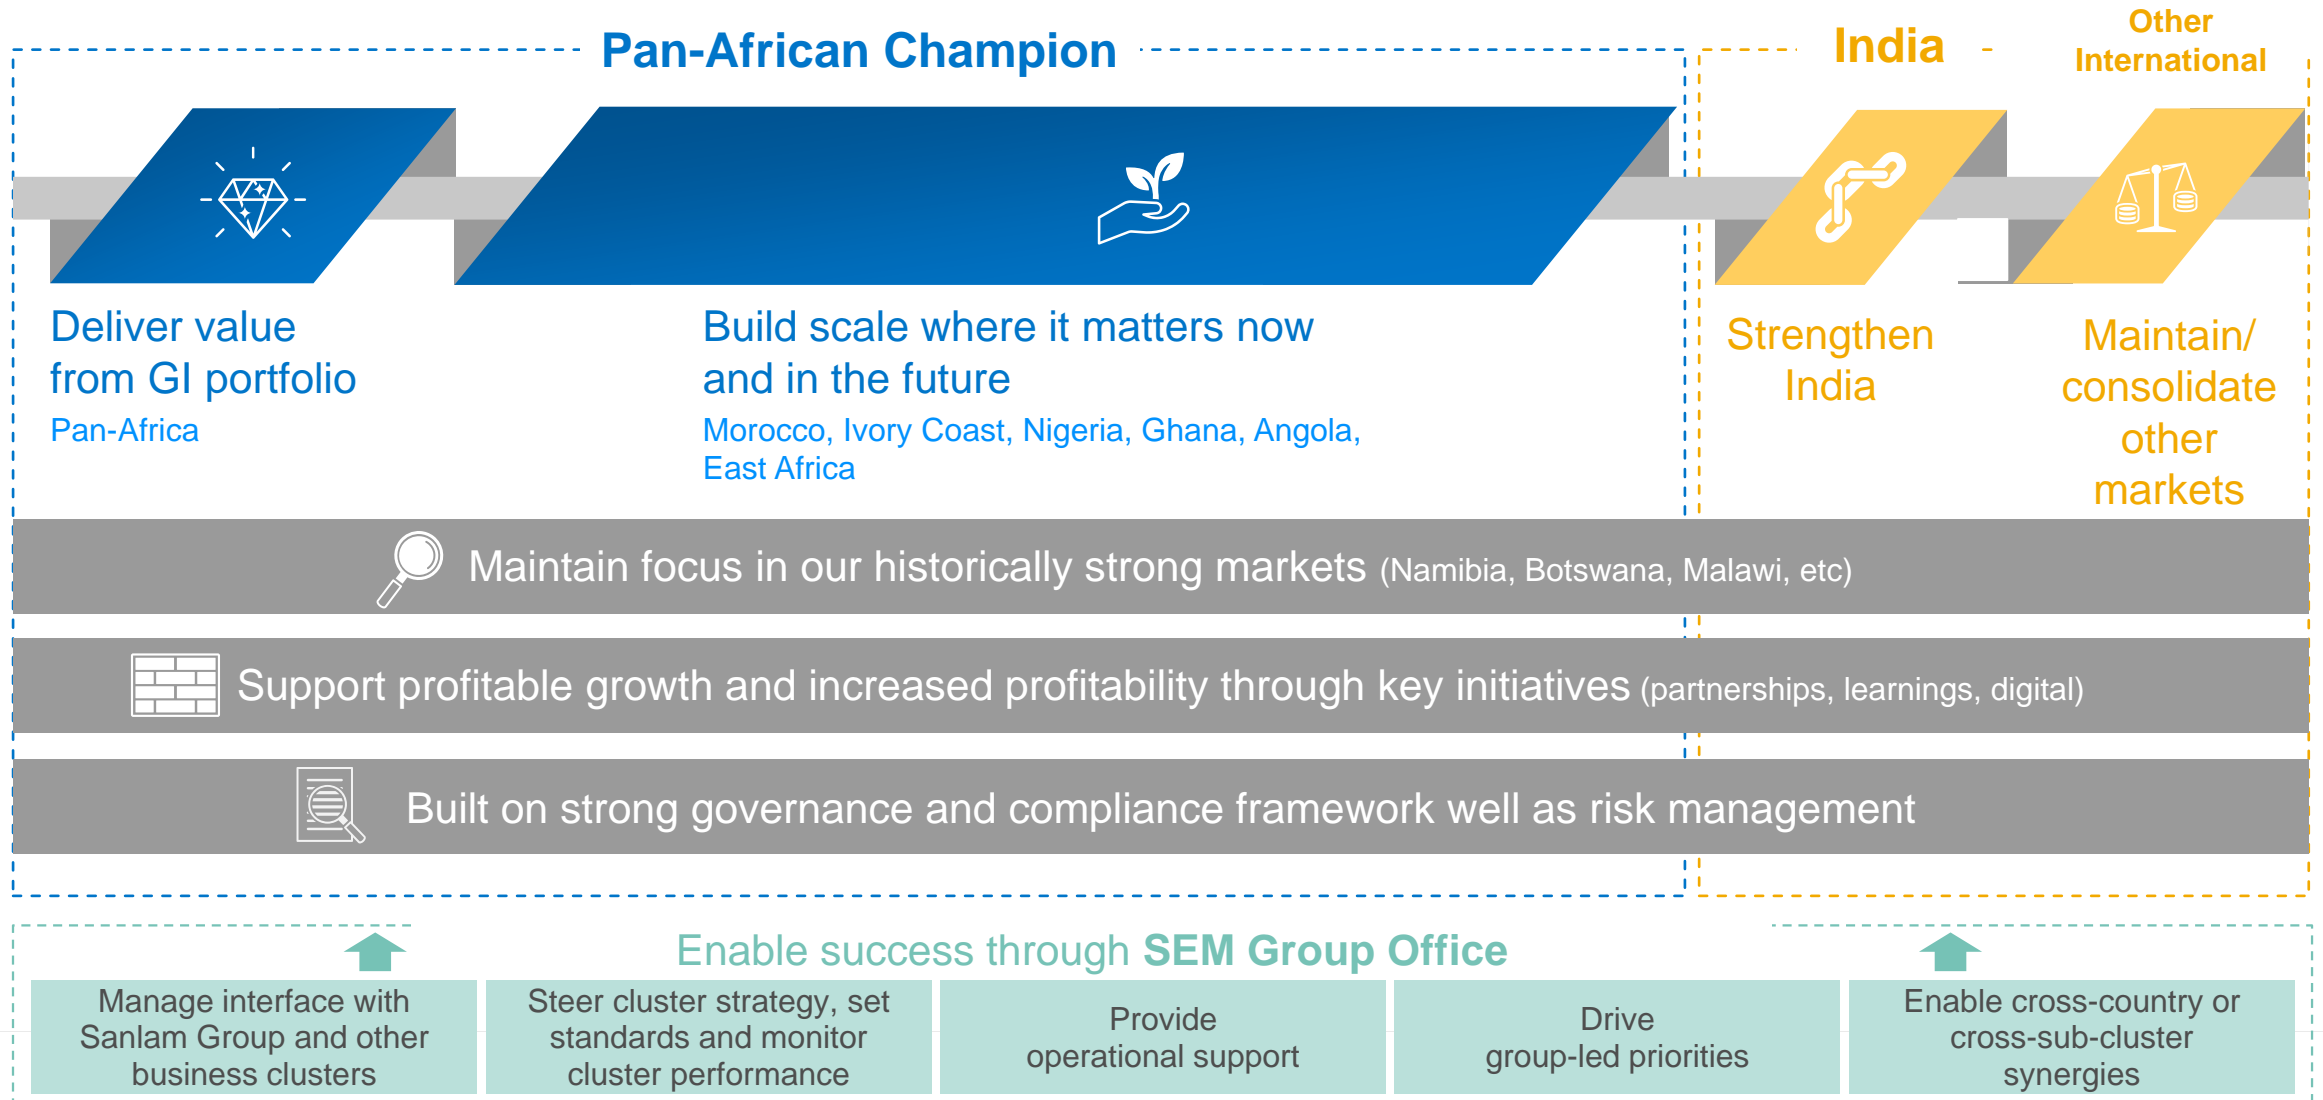 Pan-African Champion
India
Other
International
Deliver value
from GI portfolio
Pan-Africa
Build scale where it matters now
and in the future
Morocco, Ivory Coast, Nigeria, Ghana, Angola,
East Africa
Strengthen
India
Maintain/
consolidate
other
markets
Maintain focus in our historically strong markets (Namibia, Botswana, Malawi, etc)
Support profitable growth and increased profitability through key initiatives (partnerships, learnings, digital)
Built on strong governance and compliance framework well as risk management
Enable success through SEM Group Office
Manage interface with
Sanlam Group and other
business clusters
Steer cluster strategy, set
standards and monitor
cluster performance
Provide
operational support
Drive
group-led priorities
Enable cross-country or
cross-sub-cluster
synergies